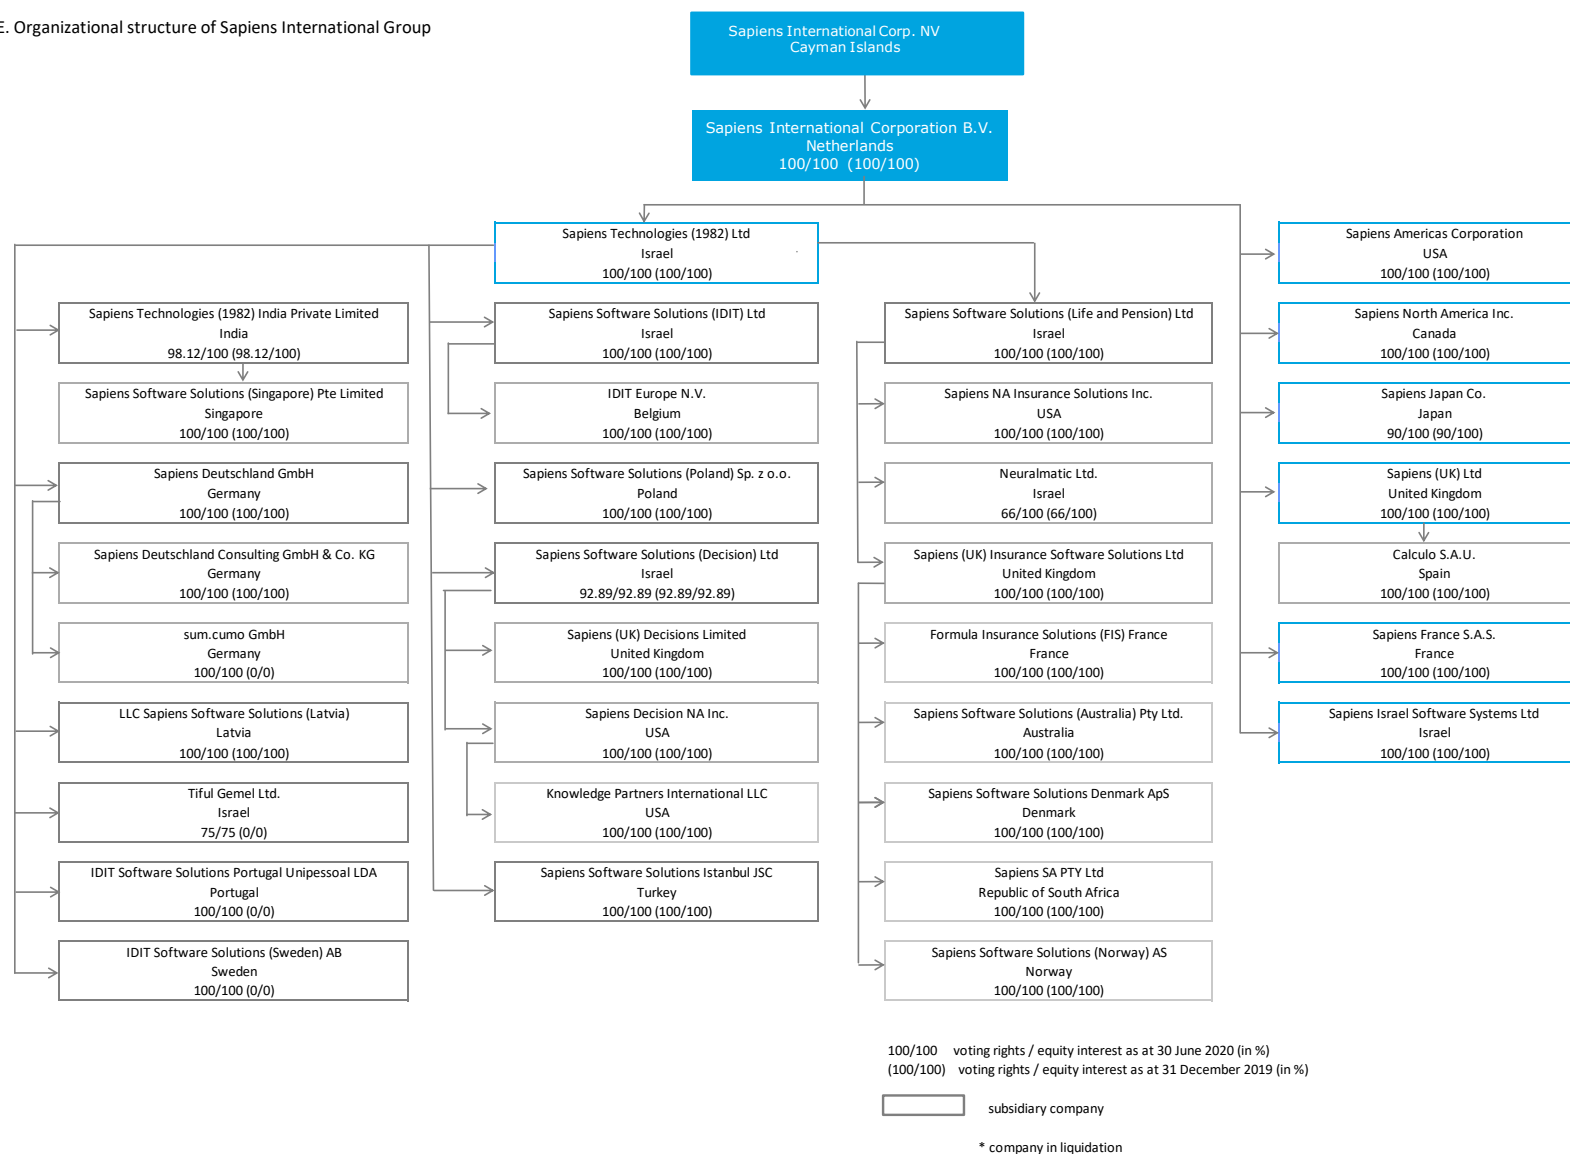 E. Organizational structure of Sapiens International Group
Sapiens International Corp. NV
Cayman Islands
Sapiens International Corporation B.V.
Netherlands
100/100 (100/100)
Sapiens Technologies (1982) Ltd
Israel
100/100 (100/100)
Sapiens Technologies (1982) India Private Limited
India
98.12/100 (98.12/100)
Sapiens Software Solutions (Singapore) Pte Limited
Singapore
100/100 (100/100)
Sapiens Deutschland GmbH
Germany
100/100 (100/100)
Sapiens Deutschland Consulting GmbH & Co. KG
Germany
100/100 (100/100)
sum.cumo GmbH
Germany
100/100 (0/0)
LLC Sapiens Software Solutions (Latvia)
Latvia
100/100 (100/100)
Tiful Gemel Ltd.
Israel
75/75 (0/0)
IDIT Software Solutions Portugal Unipessoal LDA
Portugal
100/100 (0/0)
IDIT Software Solutions (Sweden) AB
Sweden
100/100 (0/0)
Sapiens Software Solutions (IDIT) Ltd
Israel
100/100 (100/100)
IDIT Europe N.V.
Belgium
100/100 (100/100)
Sapiens Software Solutions (Poland) Sp. z o.o.
Poland
100/100 (100/100)
Sapiens Software Solutions (Decision) Ltd
Israel
92.89/92.89 (92.89/92.89)
Sapiens (UK) Decisions Limited
United Kingdom
100/100 (100/100)
Sapiens Decision NA Inc.
USA
100/100 (100/100)
Knowledge Partners International LLC
USA
100/100 (100/100)
Sapiens Software Solutions Istanbul JSC
Turkey
100/100 (100/100)
Sapiens Software Solutions (Life and Pension) Ltd
Israel
100/100 (100/100)
Sapiens NA Insurance Solutions Inc.
USA
100/100 (100/100)
Neuralmatic Ltd.
Israel
66/100 (66/100)
Sapiens (UK) Insurance Software Solutions Ltd
United Kingdom
100/100 (100/100)
Formula Insurance Solutions (FIS) France
France
100/100 (100/100)
Sapiens Software Solutions (Australia) Pty Ltd.
Australia
100/100 (100/100)
Sapiens Software Solutions Denmark ApS
Denmark
100/100 (100/100)
Sapiens SA PTY Ltd
Republic of South Africa
100/100 (100/100)
Sapiens Software Solutions (Norway) AS
Norway
100/100 (100/100)
Sapiens Americas Corporation
USA
100/100 (100/100)
Sapiens North America Inc.
Canada
100/100 (100/100)
Sapiens Japan Co.
Japan
90/100 (90/100)
Sapiens (UK) Ltd
United Kingdom
100/100 (100/100)
Calculo S.A.U.
Spain
100/100 (100/100)
Sapiens France S.A.S.
France
100/100 (100/100)
Sapiens Israel Software Systems Ltd
Israel
100/100 (100/100)
100/100 voting rights / equity interest as at 30 June 2020 (in %)
(100/100) voting rights / equity interest as at 31 December 2019 (in %)
subsidiary company
* company in liquidation